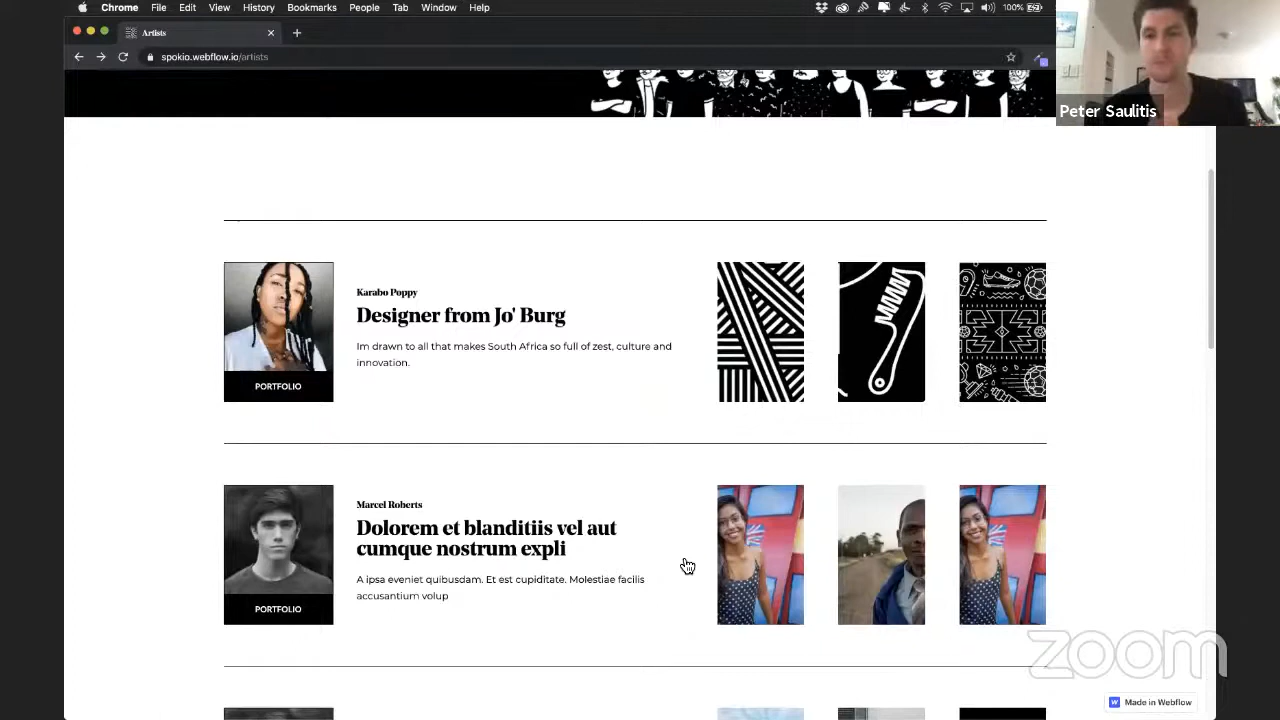 Chrome File Edit View History Bookmarks People Tab Window Help 100%
Artists
spokio.webflow.io/artists
Peter Saulitis
Karabo Poppy
Designer from Jo' Burg
Im drawn to all that makes South Africa so full of zest, culture and
innovation.
PORTFOLIO
Marcel Roberts
Dolorem et blanditiis vel aut
cumque nostrum expli
A ipsa eveniet quibusdam. Et est cupiditate. Molestiae facilis
accusantium volup
PORTFOLIO
zoom
W Made in Webflow